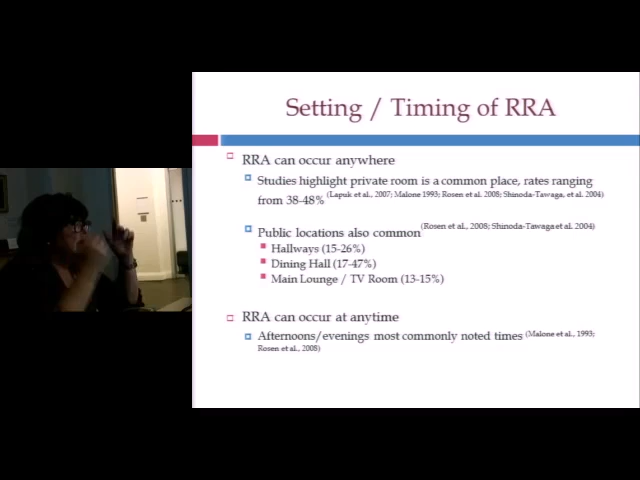 Setting / Timing of RRA
RRA can occur anywhere
Studies highlight private room is a common place, rates ranging
from 38-48% (Lapuk et al., 2007; Malone 1993; Rosen et al. 2008; Shinoda-Tawaga, et al. 2004)
Public locations also common (Rosen et al., 2008; Shinoda-Tawaga et al. 2004)
Hallways (15-26%)
Dining Hall (17-47%)
Main Lounge / TV Room (13-15%)
RRA can occur at anytime
Afternoons/evenings most commonly noted times (Malone et al., 1993;
Rosen et al., 2008)